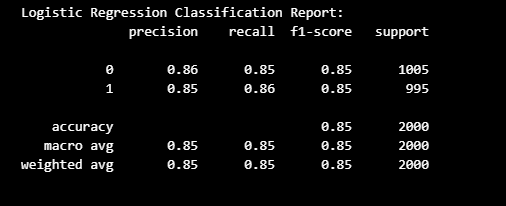 Logistic Regression Classification Report:
precision recall f1-score support
0 0.86 0.85 0.85 1005
1 0.85 0.86 0.85 995
accuracy 0.85 2000
macro avg 0.85 0.85 0.85 2000
weighted avg 0.85 0.85 0.85 2000